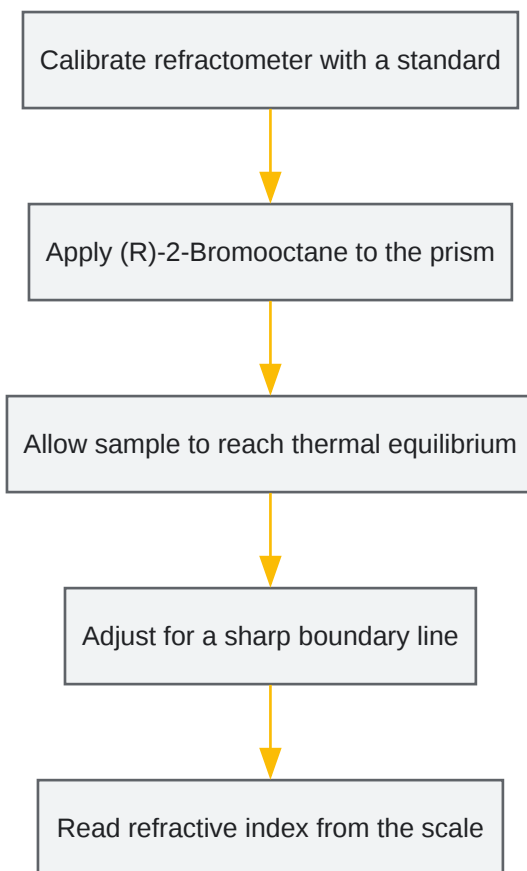 Calibrate refractometer with a standard
Apply (R)-2-Bromooctane to the prism
Allow sample to reach thermal equilibrium
Adjust for a sharp boundary line
Read refractive index from the scale